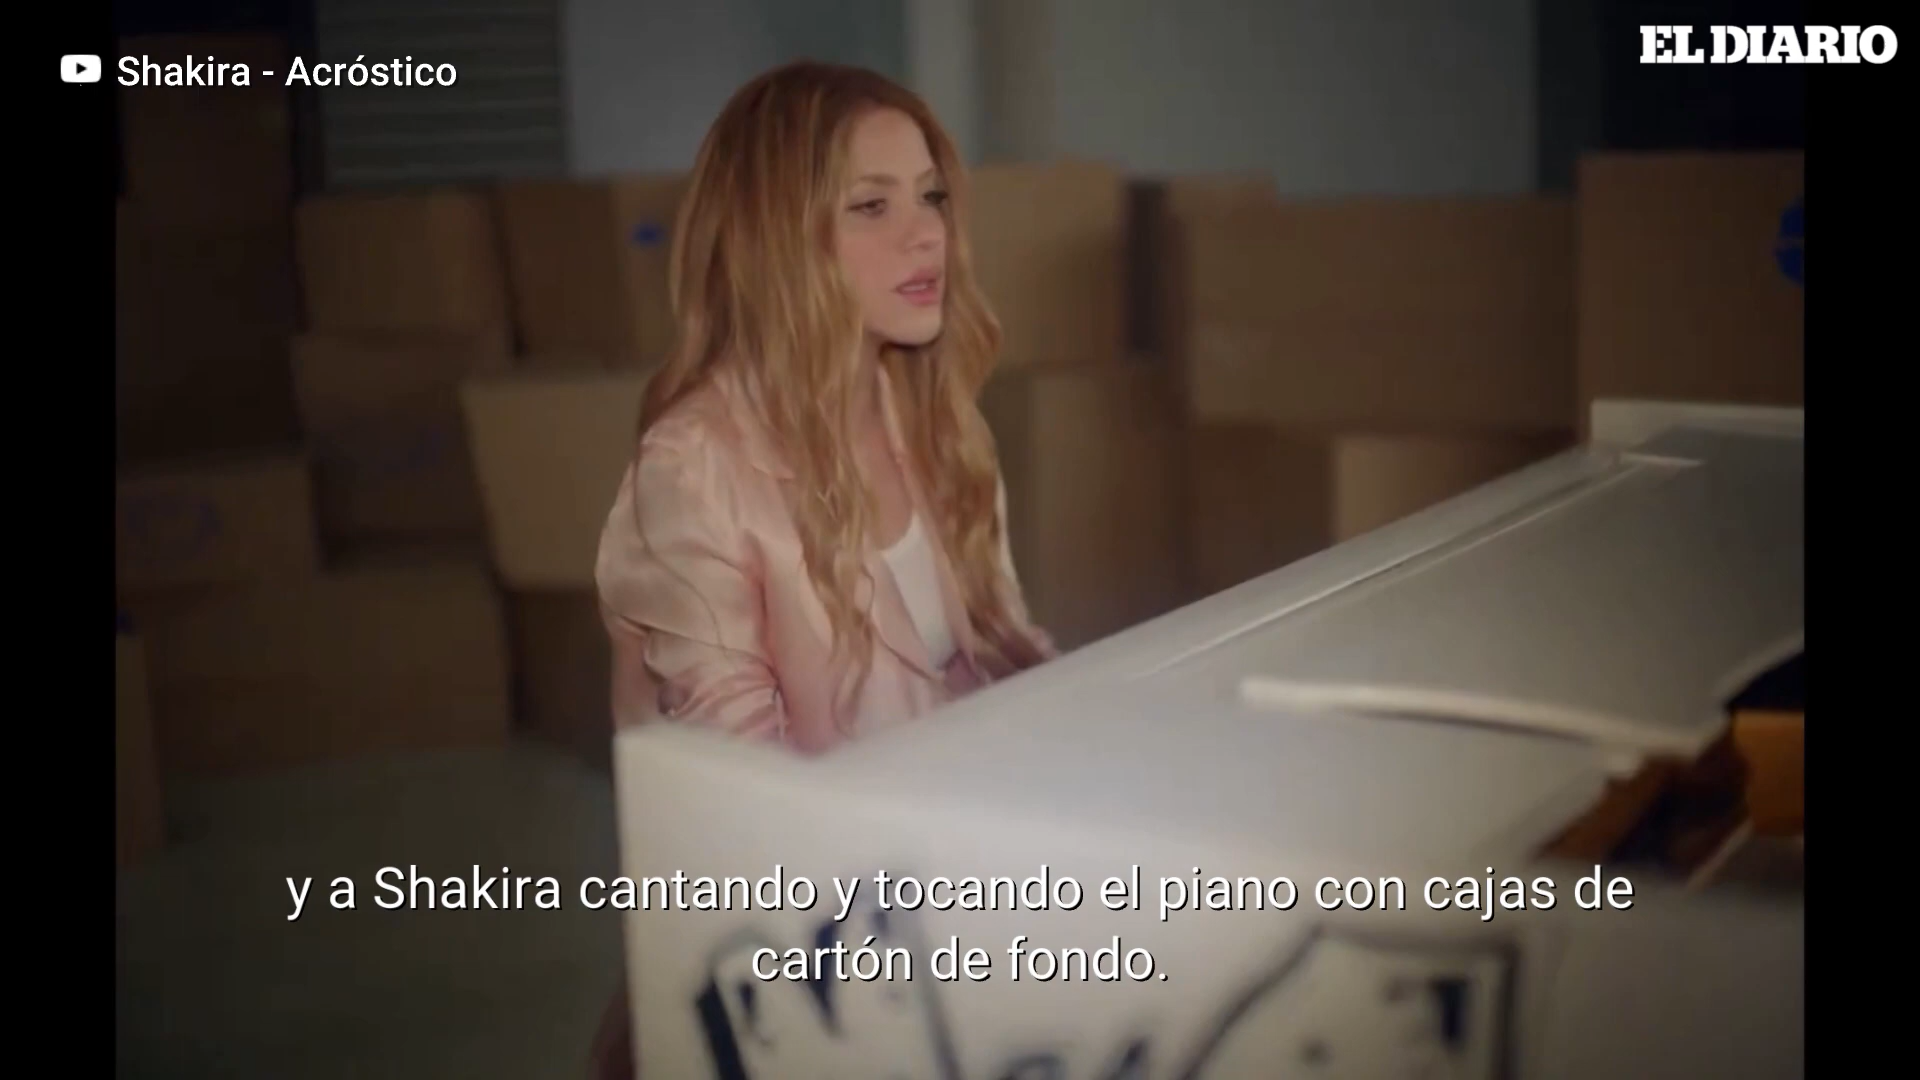 Shakira - Acróstico
EL DIARIO
y a Shakira cantando y tocando el piano con cajas de
cartón de fondo.